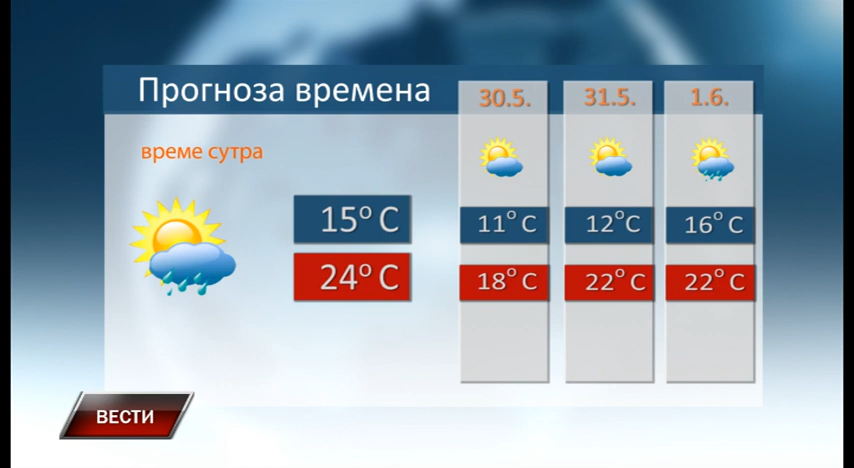 Прогноза времена
време сутра
15° C
24° C
30.5.
31.5.
1.6.
11° C
12°C
16° C
18° C
22° C
22° C
ВЕСТИ